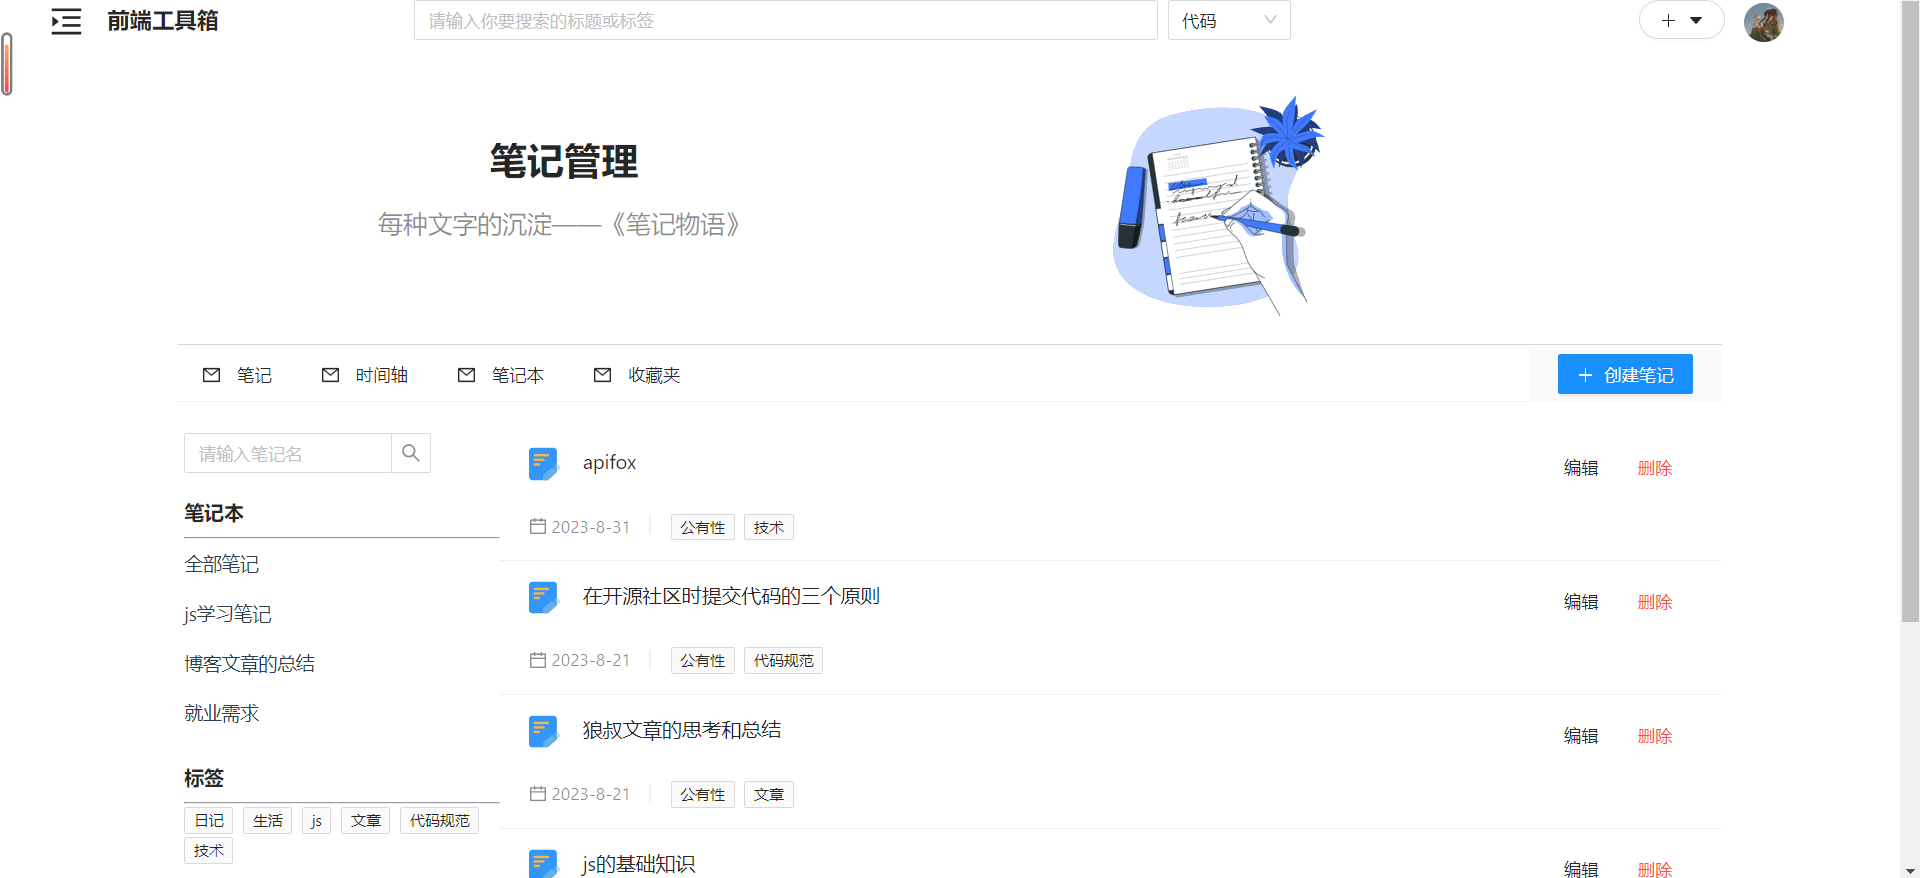 前端工具箱
请输入你要搜索的标题或标签
代码
笔记管理
每种文字的沉淀——《笔记物语》
笔记
时间轴
笔记本
收藏夹
创建笔记
请输入笔记名
笔记本
全部笔记
js学习笔记
博客文章的总结
就业需求
标签
日记 生活 js 文章 代码规范
技术
apifox
编辑 删除
2023-8-31 公有性 技术
在开源社区时提交代码的三个原则
编辑 删除
2023-8-21 公有性 代码规范
狼叔文章的思考和总结
编辑 删除
2023-8-21 公有性 文章
js的基础知识
编辑 删除